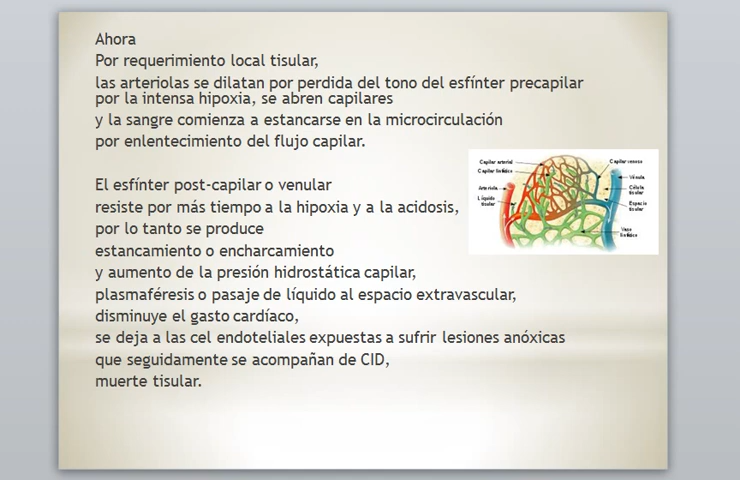 Ahora
Por requerimiento local tisular,
las arteriolas se dilatan por perdida del tono del esfínter precapilar
por la intensa hipoxia, se abren capilares
y la sangre comienza a estancarse en la microcirculación
por enlentecimiento del flujo capilar.
El esfínter post-capilar o venular
resiste por más tiempo a la hipoxia y a la acidosis,
por lo tanto se produce
estancamiento o encharcamiento
y aumento de la presión hidrostática capilar,
plasmaféresis o pasaje de líquido al espacio extravascular,
disminuye el gasto cardíaco,
se deja a las cel endoteliales expuestas a sufrir lesiones anóxicas
que seguidamente se acompañan de CID,
muerte tisular.
Capilar arterial
Capilar linfático
Arteriola
Líquido
tisular
Capilar venoso
Vénula
Célula
tisular
Espacio
tisular
Vaso
linfático